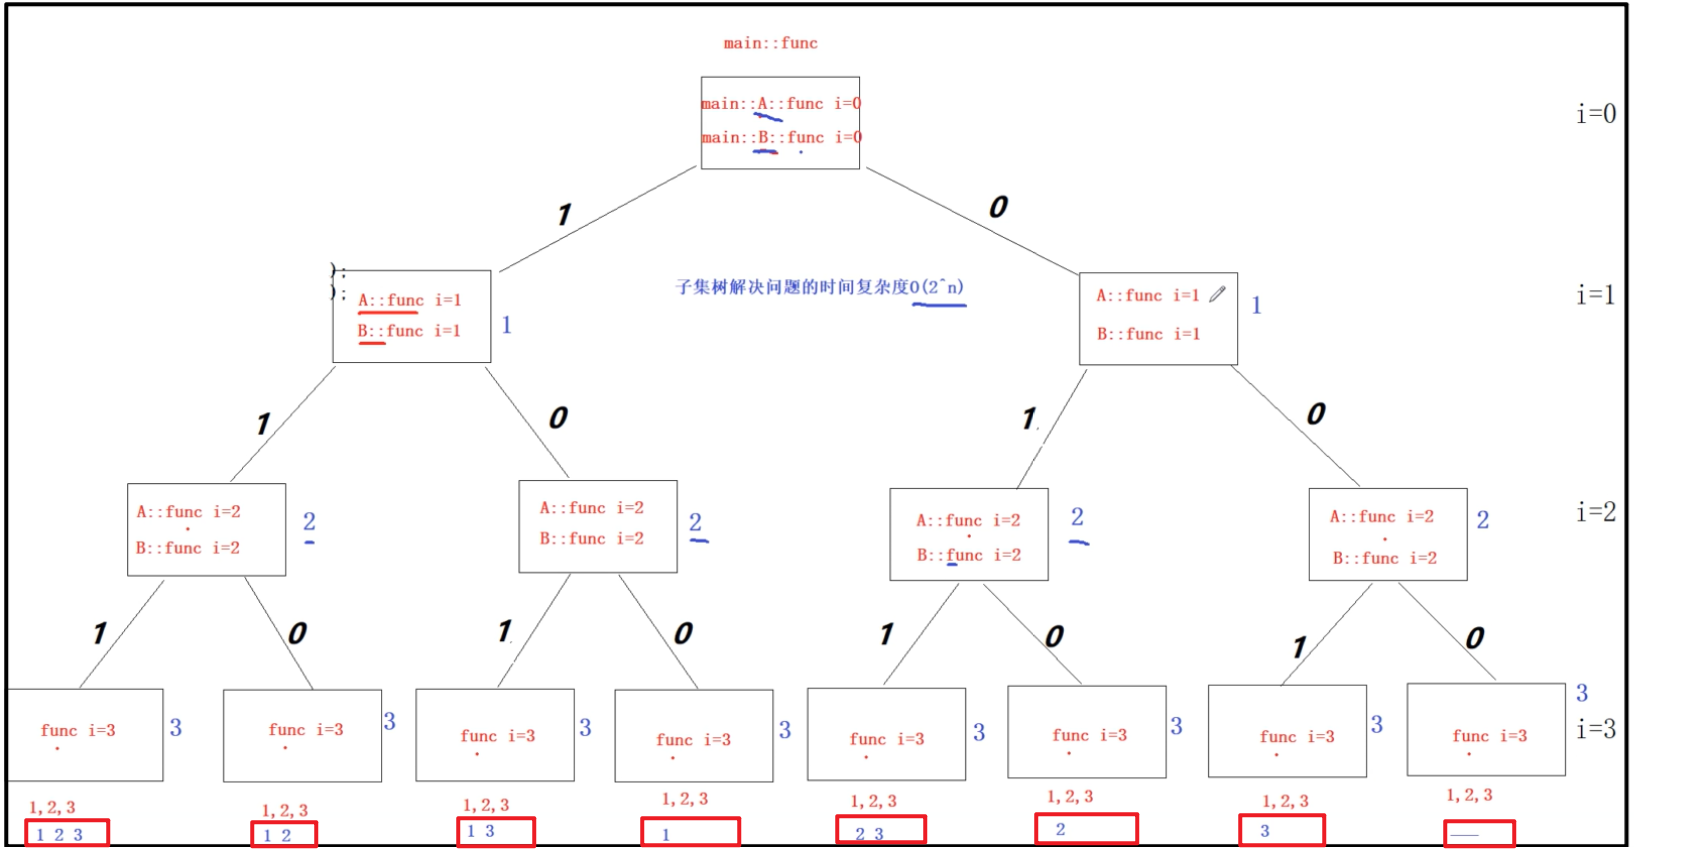 main::func
main::A::func i=0
main::B::func i=0
i=0
1
0
);
);
A::func i=1
B::func i=1
1
子集树解决问题的时间复杂度O(2^n)
A::func i=1
B::func i=1
1
i=1
1
0
1
0
A::func i=2
B::func i=2
2
A::func i=2
B::func i=2
2
A::func i=2
B::func i=2
2
A::func i=2
B::func i=2
2
i=2
1
0
1
0
1
0
1
0
func i=3
3
func i=3
3
func i=3
3
func i=3
3
func i=3
3
func i=3
3
func i=3
3
func i=3
3
i=3
1,2,3
1,2,3
1,2,3
1,2,3
1,2,3
1,2,3
1,2,3
1,2,3
1 2 3
1 2
1 3
1
2 3
2
3
——